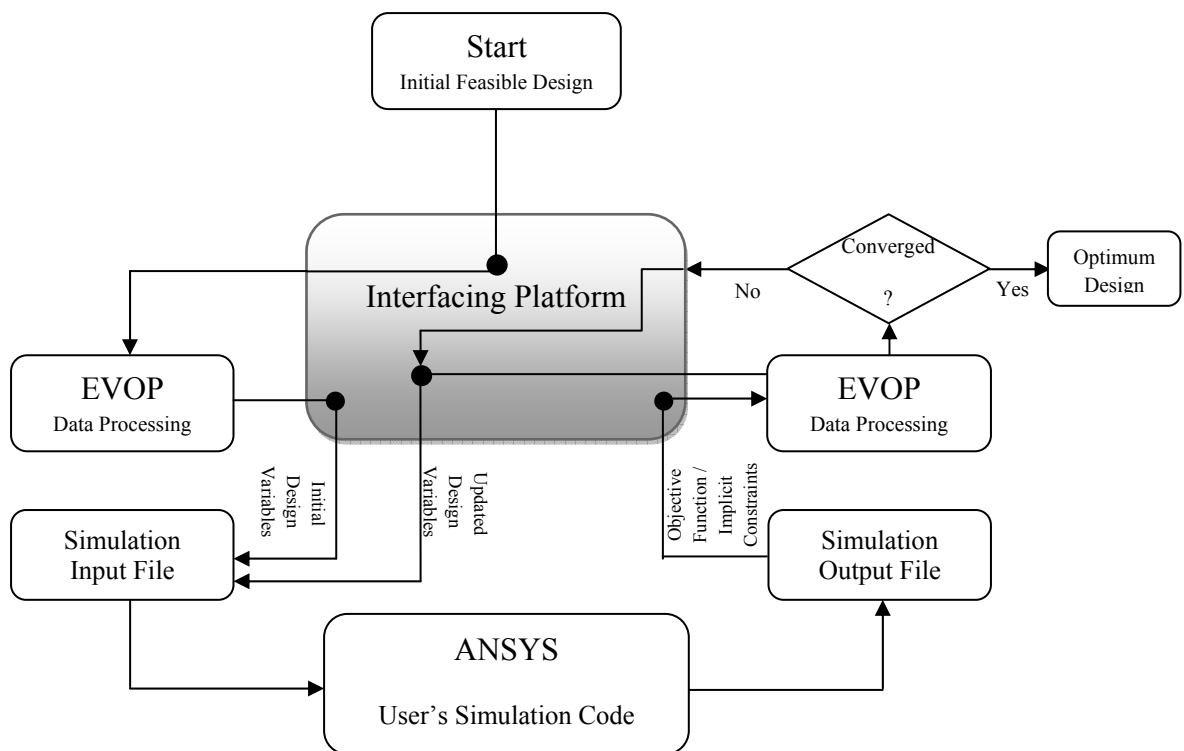 Start
Initial Feasible Design
Interfacing Platform
Converged
?
No
Yes
Optimum
Design
EVOP
Data Processing
EVOP
Data Processing
Initial
Design
Variables
Updated
Design
Variables
Objective
Function /
Implicit
Constraints
Simulation
Input File
Simulation
Output File
ANSYS
User’s Simulation Code